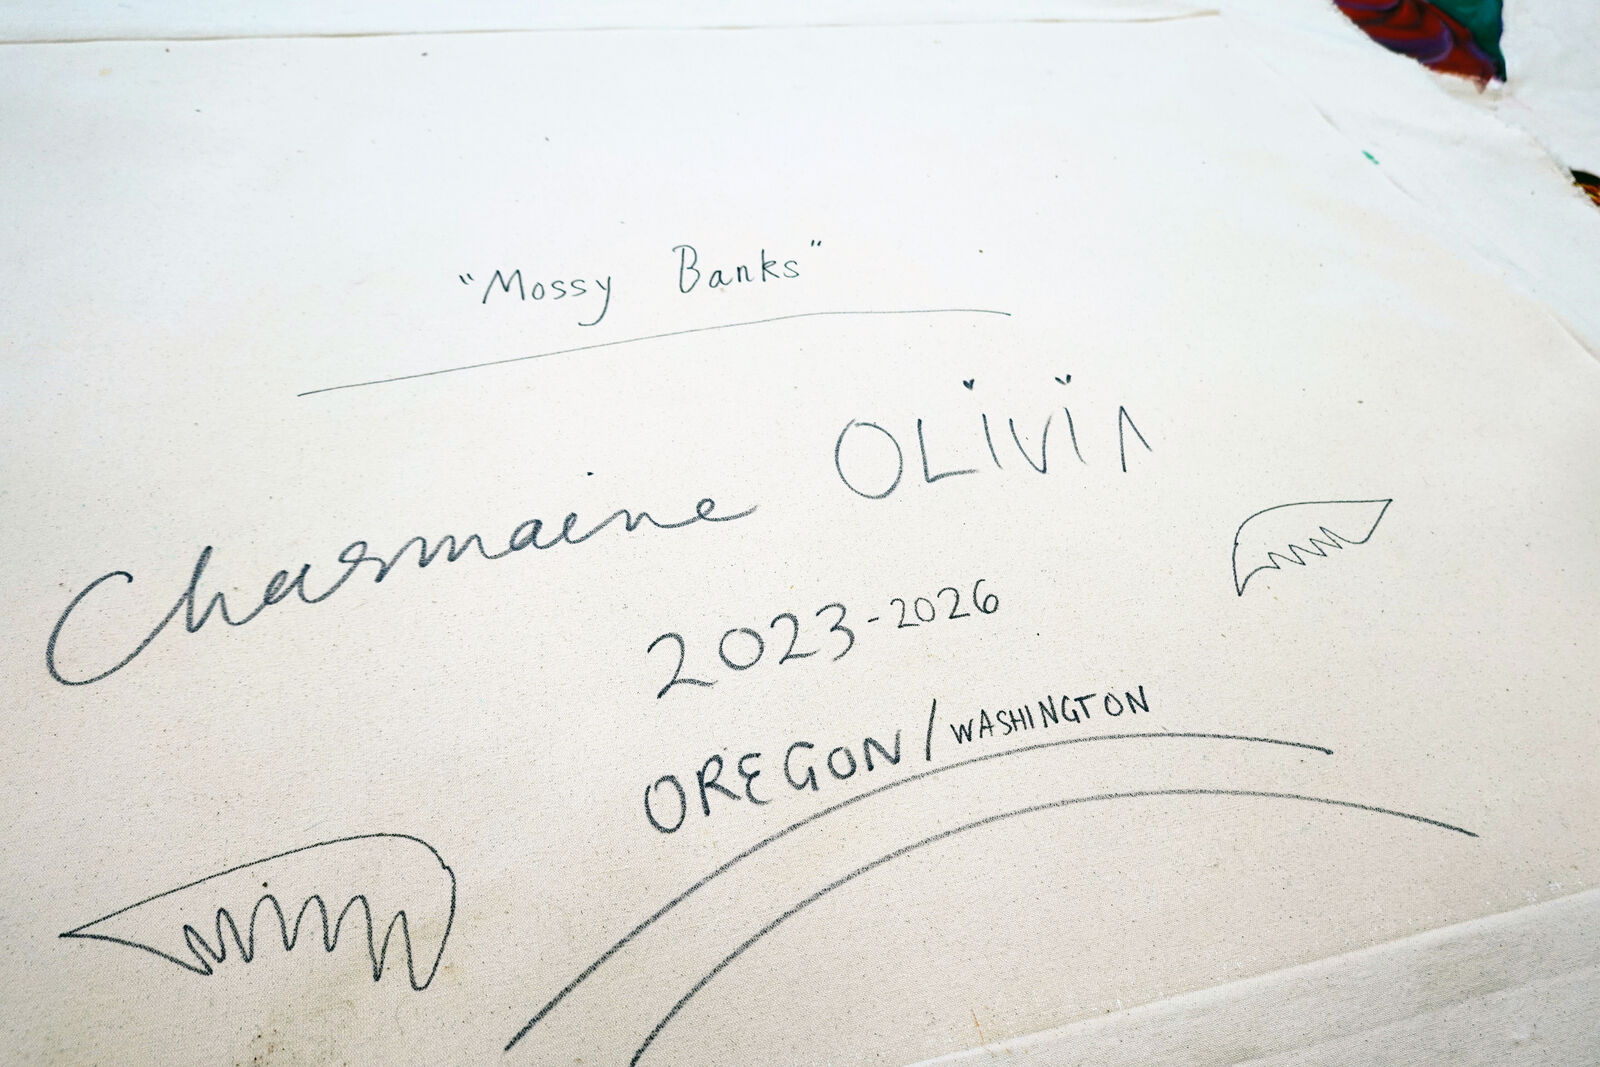 "Mossy Banks"
Charmaine OLiViA
2023-2026
OREGON/WASHINGTON